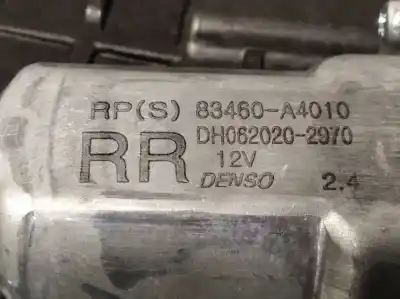 RP(S) 83460-A4010
RR DH062020-2970
12V
DENSO 2.4